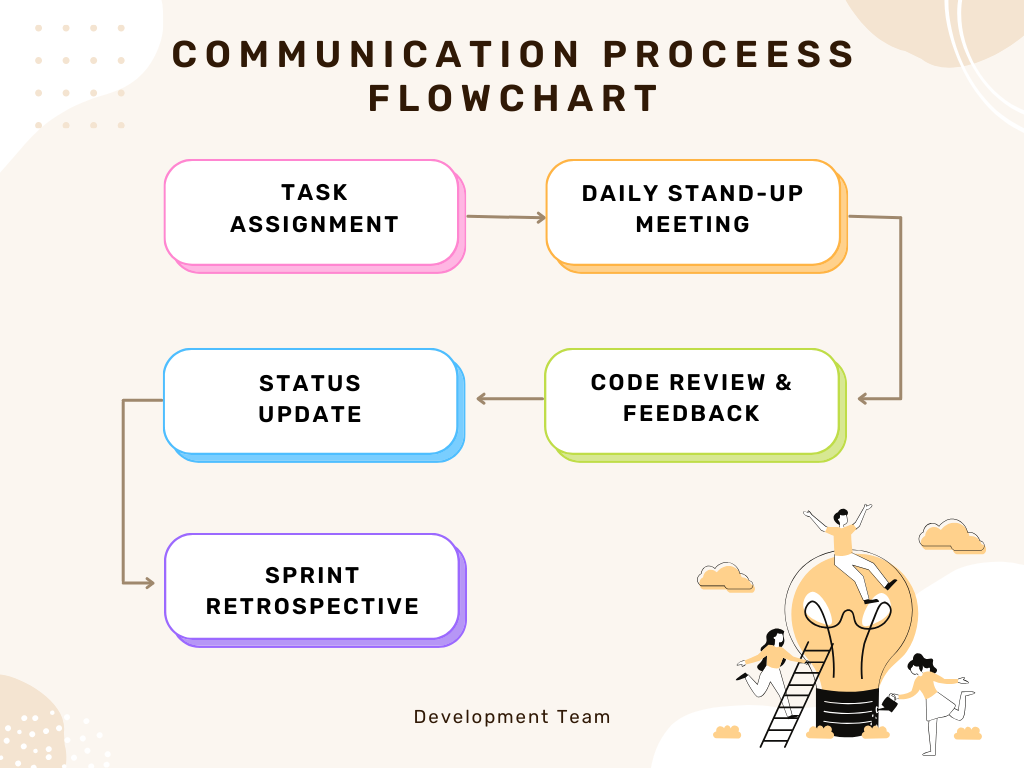 COMMUNICATION PROCEESS
FLOWCHART
TASK
ASSIGNMENT
DAILY STAND-UP
MEETING
CODE REVIEW &
FEEDBACK
STATUS
UPDATE
SPRINT
RETROSPECTIVE
Development Team